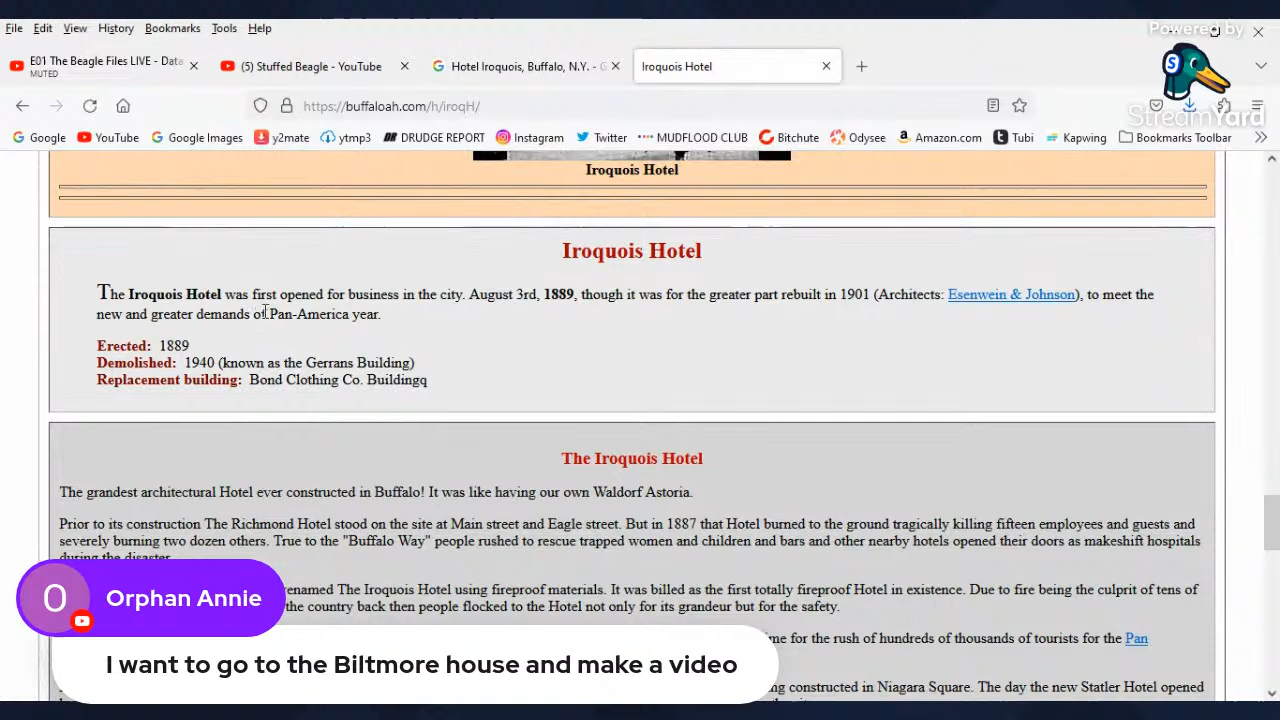 File Edit View History Bookmarks Tools Help
Powered by
E01 The Beagle Files LIVE - Data
MUTED
(5) Stuffed Beagle - YouTube
Hotel Iroquois, Buffalo, N.Y. - G
Iroquois Hotel
https://buffaloah.com/h/iroqH/
StreamYard
Google YouTube Google Images y2mate ytmp3 DRUDGE REPORT Instagram Twitter MUDFLOOD CLUB Bitchute Odysee Amazon.com Tubi Kapwing Bookmarks Toolbar
Iroquois Hotel
Iroquois Hotel
The Iroquois Hotel was first opened for business in the city. August 3rd, 1889, though it was for the greater part rebuilt in 1901 (Architects: Esenwein & Johnson), to meet the
new and greater demands of Pan-America year.
Erected: 1889
Demolished: 1940 (known as the Gerrans Building)
Replacement building: Bond Clothing Co. Buildingq
The Iroquois Hotel
The grandest architectural Hotel ever constructed in Buffalo! It was like having our own Waldorf Astoria.
Prior to its construction The Richmond Hotel stood on the site at Main street and Eagle street. But in 1887 that Hotel burned to the ground tragically killing fifteen employees and guests and
severely burning two dozen others. True to the "Buffalo Way" people rushed to rescue trapped women and children and bars and other nearby hotels opened their doors as makeshift hospitals
during the disaster.
renamed The Iroquois Hotel using fireproof materials. It was billed as the first totally fireproof Hotel in existence. Due to fire being the culprit of tens of
the country back then people flocked to the Hotel not only for its grandeur but for the safety.
for the rush of hundreds of thousands of tourists for the Pan
constructed in Niagara Square. The day the new Statler Hotel opened
O
Orphan Annie
I want to go to the Biltmore house and make a video